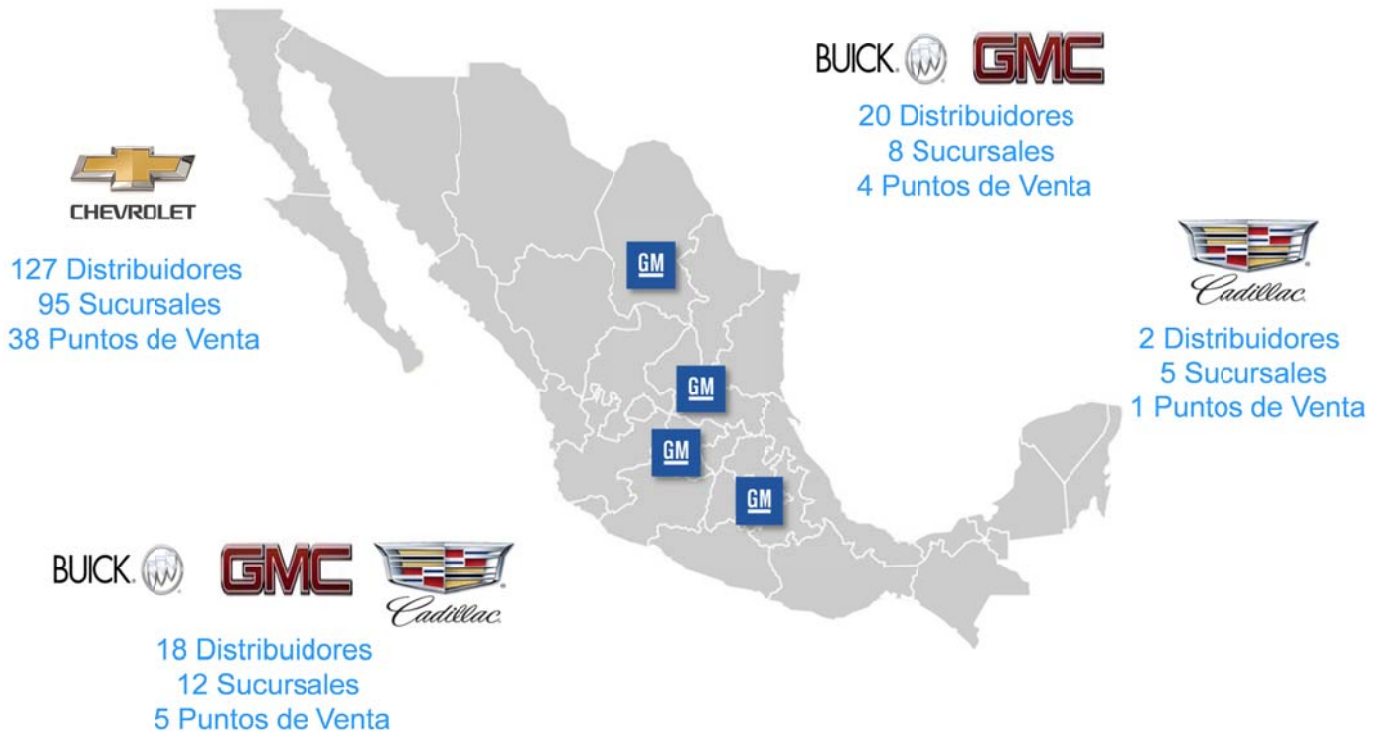 BUICK GMC
20 Distribuidores
8 Sucursales
4 Puntos de Venta
CHEVROLET
127 Distribuidores
95 Sucursales
38 Puntos de Venta
Cadillac
2 Distribuidores
5 Sucursales
1 Puntos de Venta
GM
GM
GM
GM
BUICK GMC Cadillac
18 Distribuidores
12 Sucursales
5 Puntos de Venta